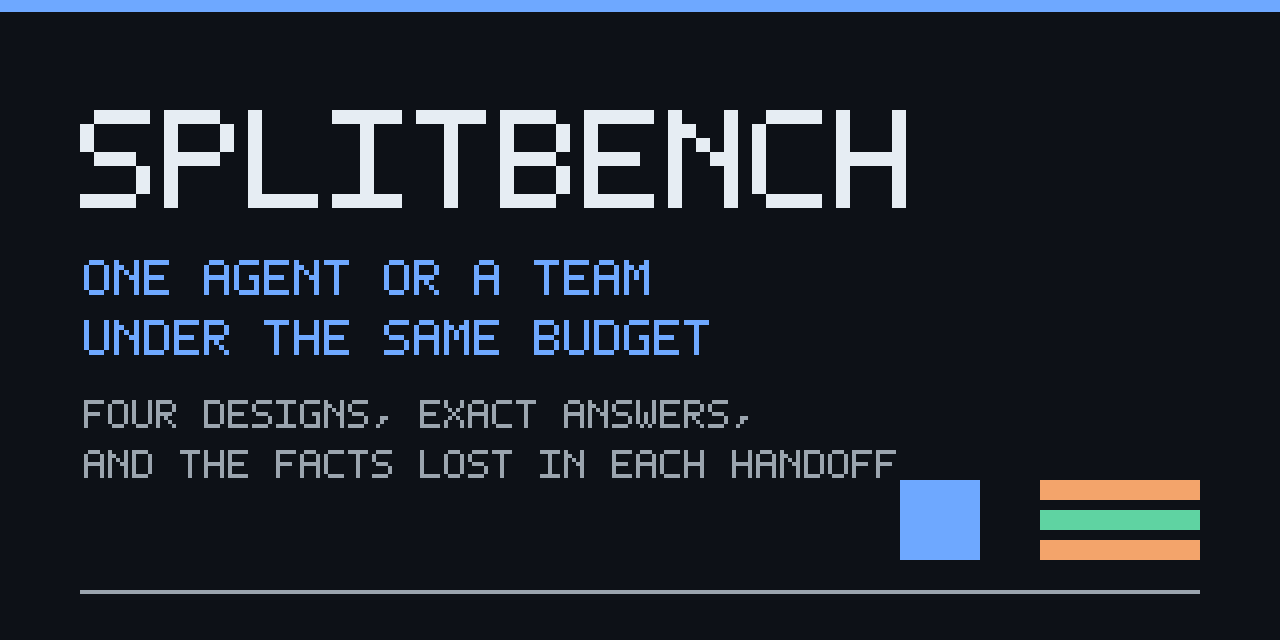 SPLITBENCH
ONE AGENT OR A TEAM
UNDER THE SAME BUDGET
FOUR DESIGNS, EXACT ANSWERS,
AND THE FACTS LOST IN EACH HANDOFF